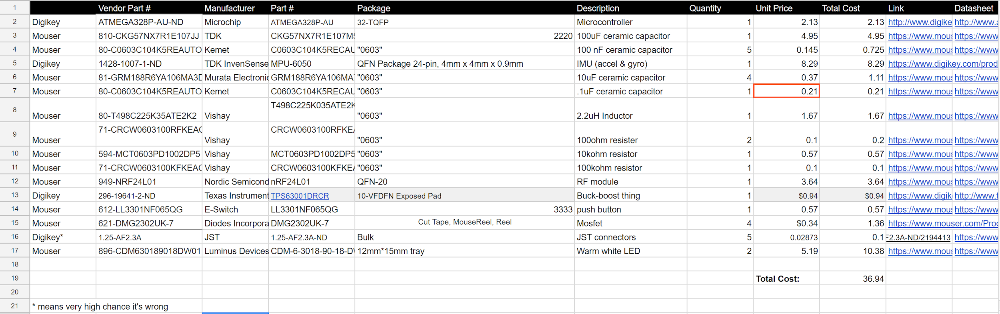 1 Vendor Part # Manufacturer Part # Package Description Quantity Unit Price Total Cost Link Datasheet
2 Digikey ATMEGA328P-AU-ND Microchip ATMEGA328P-AU 32-TQFP Microcontroller 1 2.13 2.13 http://www.digike http://www.a
3 Mouser 810-CKG57NX7R1E107JJ TDK CKG57NX7R1E107M5 2220 100uF ceramic capacitor 1 4.95 4.95 https://www.mous https://www
4 Mouser 80-C0603C104K5REAUTO Kemet C0603C104K5RECAU "0603" 100 nF ceramic capacitor 5 0.145 0.725 https://www.mous https://www
5 Digikey 1428-1007-1-ND TDK InvenSense MPU-6050 QFN Package 24-pin, 4mm x 4mm x 0.9mm IMU (accel & gyro) 1 8.29 8.29 https://www.digikey.com/prod
6 Mouser 81-GRM188R6YA106MA3D Murata Electronic GRM188R6YA106MA7 "0603" 10uF ceramic capacitor 4 0.37 1.11 https://www.mous https://www
7 Mouser 80-C0603C104K5REAUTO Kemet C0603C104K5RECAU "0603" .1uF ceramic capacitor 1 0.21 0.21 https://www.mous https://www
8 Mouser 80-T498C225K35ATE2K2 Vishay T498C225K035ATE2K "0603" 2.2uH Inductor 1 1.67 1.67 https://www.mous https://www
9 Mouser 71-CRCW0603100RFKEAC Vishay CRCW0603100RFKEA "0603" 100ohm resister 2 0.1 0.2 https://www.mous https://www
10 Mouser 594-MCT0603PD1002DP5 Vishay MCT0603PD1002DP5 "0603" 10kohm resistor 1 0.57 0.57 https://www.mous https://www
11 Mouser 71-CRCW0603100KFKEAC Vishay CRCW0603100KFKEA "0603" 100kohm resistor 1 0.1 0.1 https://www.mous https://www
12 Mouser 949-NRF24L01 Nordic Semicond nRF24L01 QFN-20 RF module 1 3.64 3.64 https://www.mous https://www
13 Digikey 296-19641-2-ND Texas Instrument TPS63001DRCR 10-VFDFN Exposed Pad Buck-boost thing 1 $0.94 $0.94 https://www.digik http://www.t
14 Mouser 612-LL3301NF065QG E-Switch LL3301NF065QG 3333 push button 1 0.57 0.57 https://www.mous https://www
15 Mouser 621-DMG2302UK-7 Diodes Incorpora DMG2302UK-7 Cut Tape, MouseReel, Reel Mosfet 4 $0.34 1.36 https://www.mouser.com/Proc
16 Digikey* 1.25-AF2.3A JST 1.25-AF2.3A-ND Bulk JST connectors 5 0.02873 0.1 F2.3A-ND/2194413 https://www
17 Mouser 896-CDM630189018DW01 Luminus Devices CDM-6-3018-90-18-DW 12mm*15mm tray Warm white LED 2 5.19 10.38 https://www.mous https://www
18
19 Total Cost: 36.94
20
21 * means very high chance it's wrong